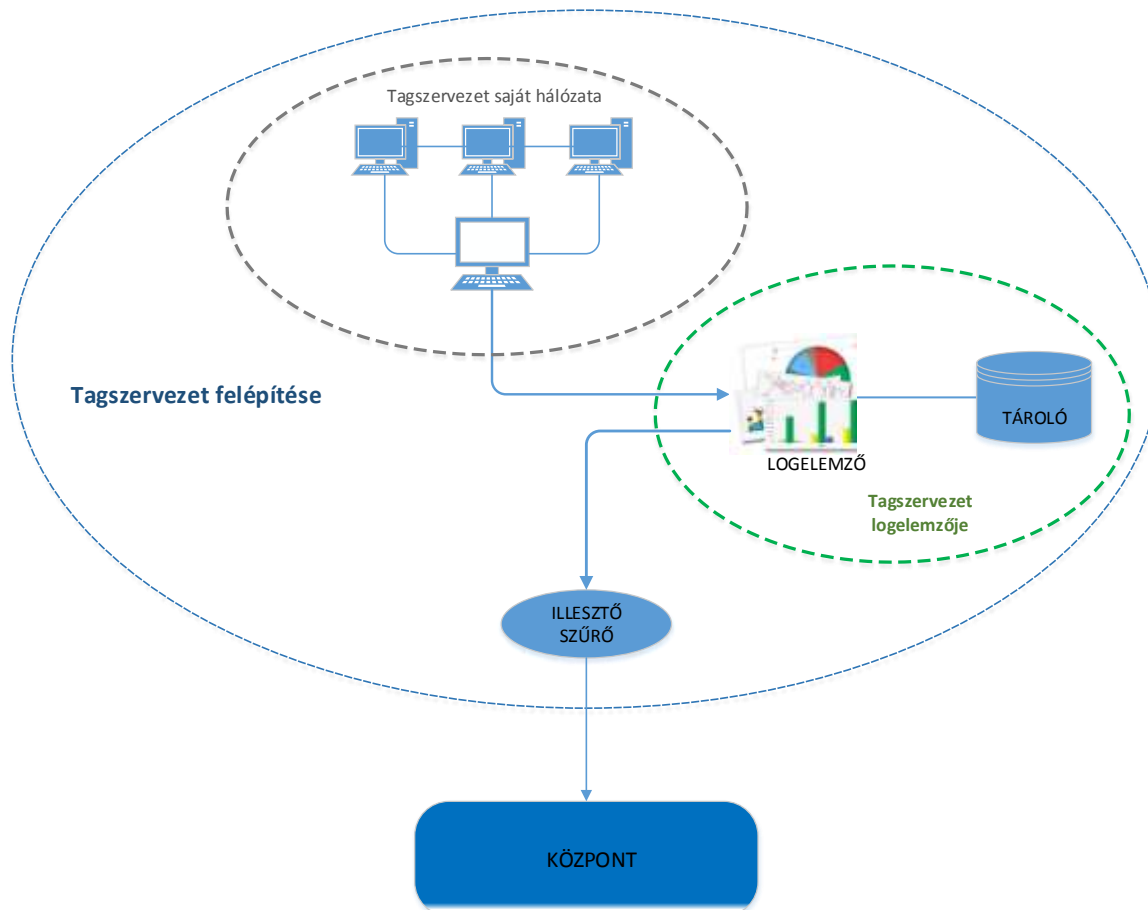 Tagszervezet saját hálózata
Tagszervezet felépítése
LOGELEMZŐ
TÁROLÓ
Tagszervezet
logelemzője
ILLESZTŐ
SZŰRŐ
KÖZPONT